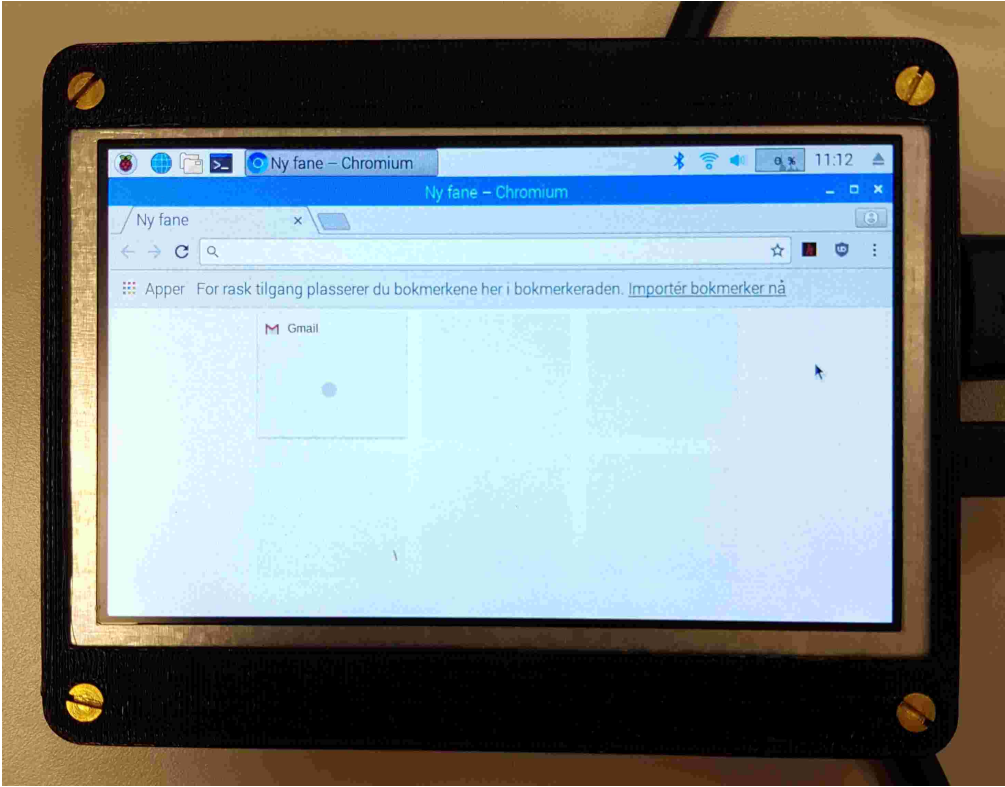 Ny fane – Chromium
0 %
11:12
Ny fane – Chromium
Ny fane
Apper For rask tilgang plasserer du bokmerkene her i bokmerkeraden. Importér bokmerker nå
Gmail